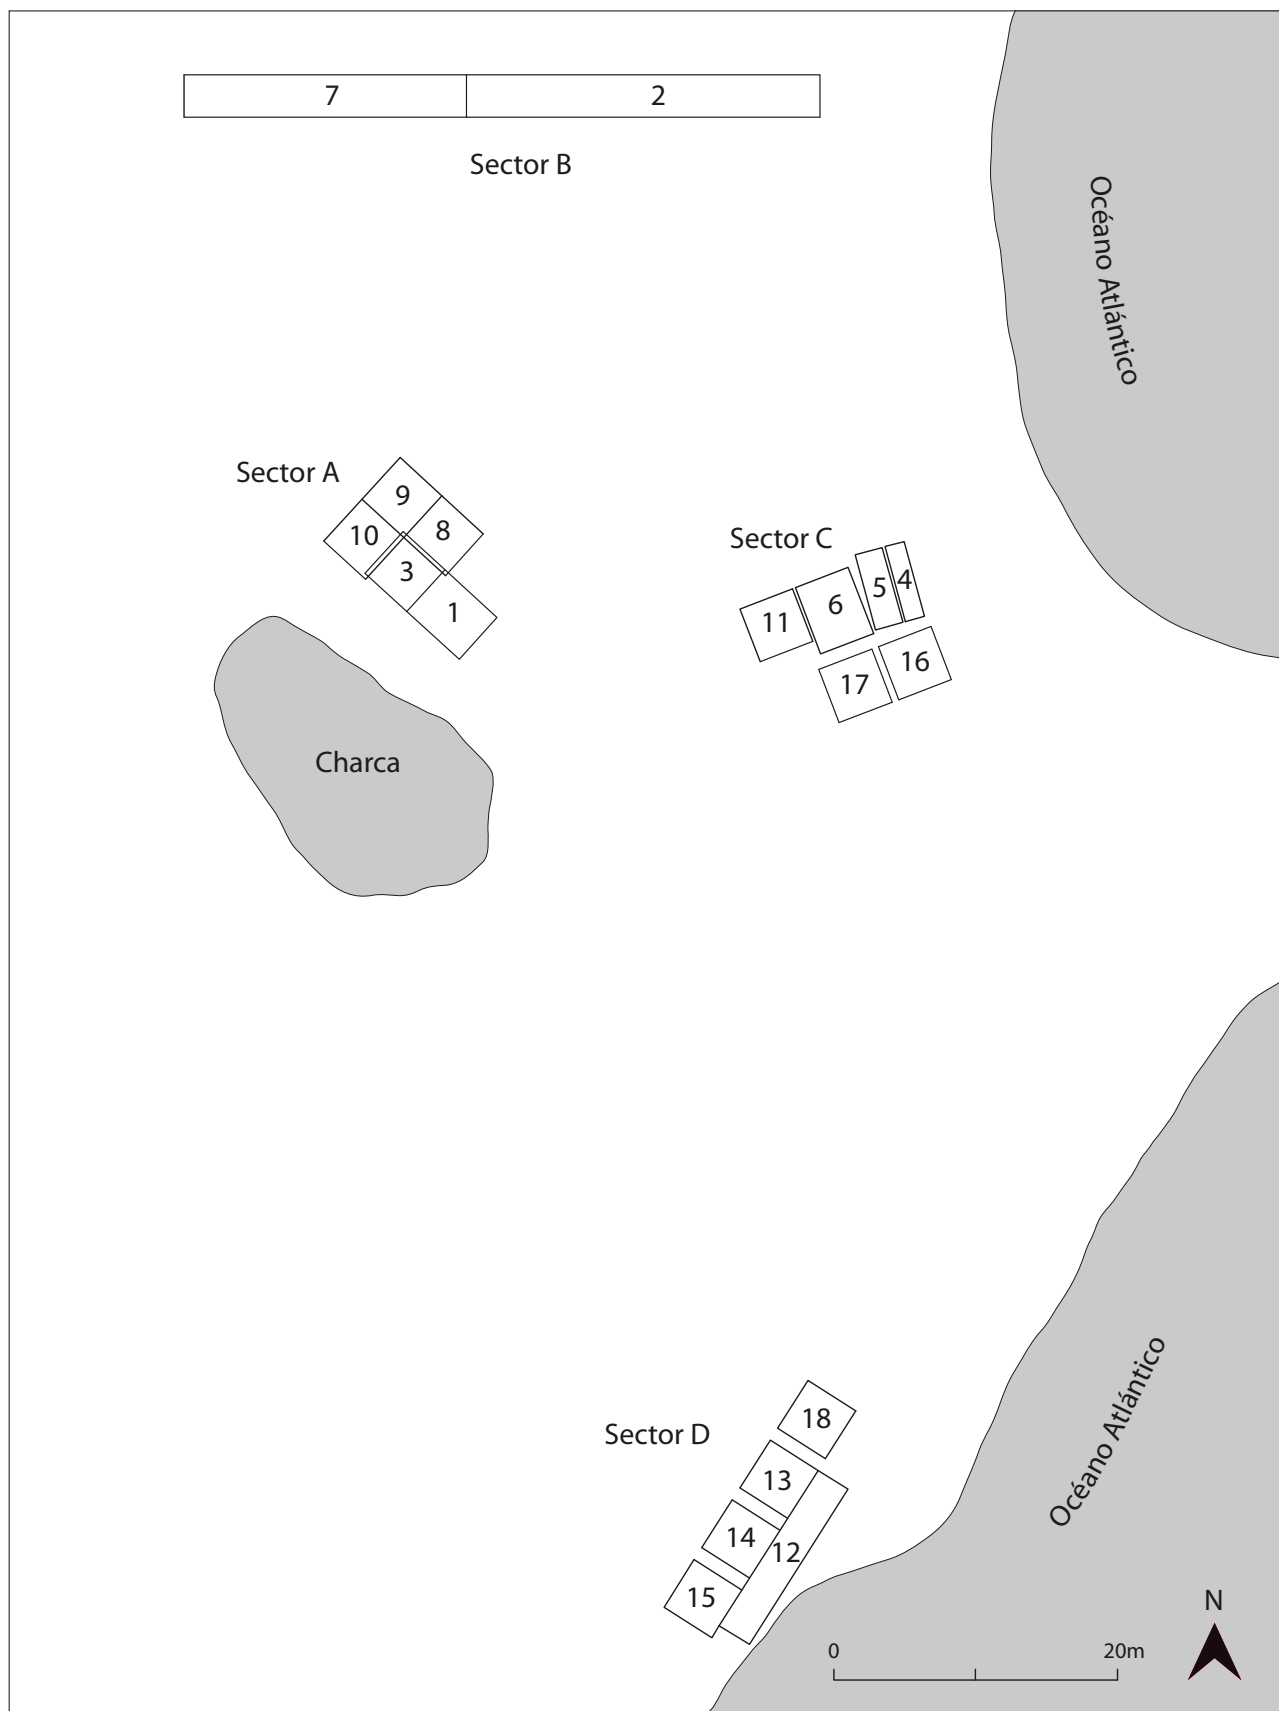 7
2
Sector B
Océano Atlántico
Sector A
9
10
8
3
1
Sector C
11
6
5
4
17
16
Charca
Sector D
18
13
14
12
15
Océano Atlántico
N
0
20m